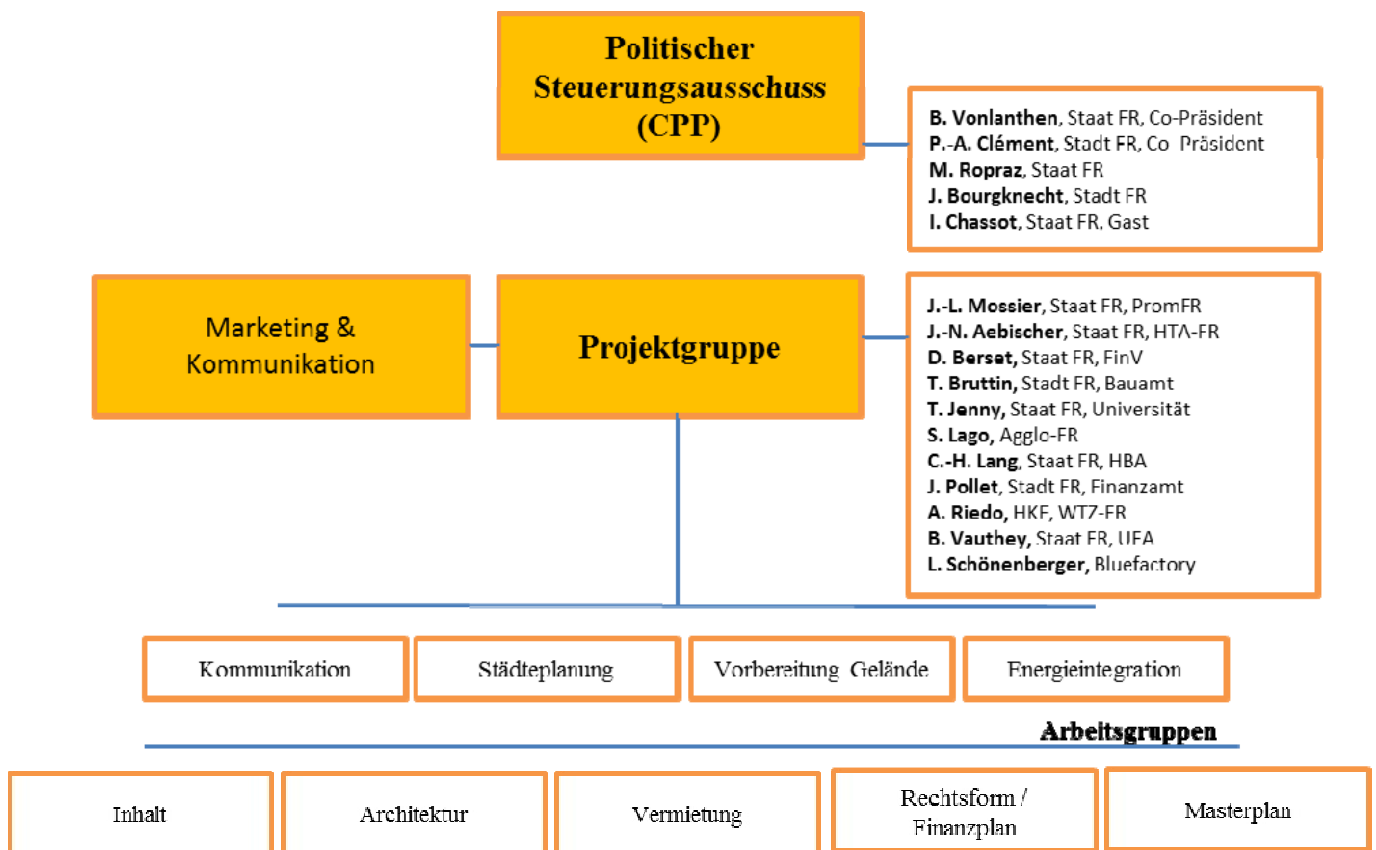 Politischer
Steuerungsausschuss
(CPP)
B. Vonlanthen, Staat FR, Co-Präsident
P.-A. Clément, Stadt FR, Co Präsident
M. Ropraz, Staat FR
J. Bourgknecht, Stadt FR
I. Chassot, Staat FR, Gast
Marketing &
Kommunikation
Projektgruppe
J.-L. Mossier, Staat FR, PromFR
J.-N. Aebischer, Staat FR, HTA-FR
D. Berset, Staat FR, FinV
T. Bruttin, Stadt FR, Bauamt
T. Jenny, Staat FR, Universität
S. Lago, Agglo-FR
C.-H. Lang, Staat FR, HBA
J. Pollet, Stadt FR, Finanzamt
A. Riedo, HKF, WTZ-FR
B. Vauthey, Staat FR, UFA
L. Schönenberger, Bluefactory
Kommunikation
Städteplanung
Vorbereitung Gelände
Energieintegration
Arbeitsgruppen
Inhalt
Architektur
Vermietung
Rechtsform /
Finanzplan
Masterplan